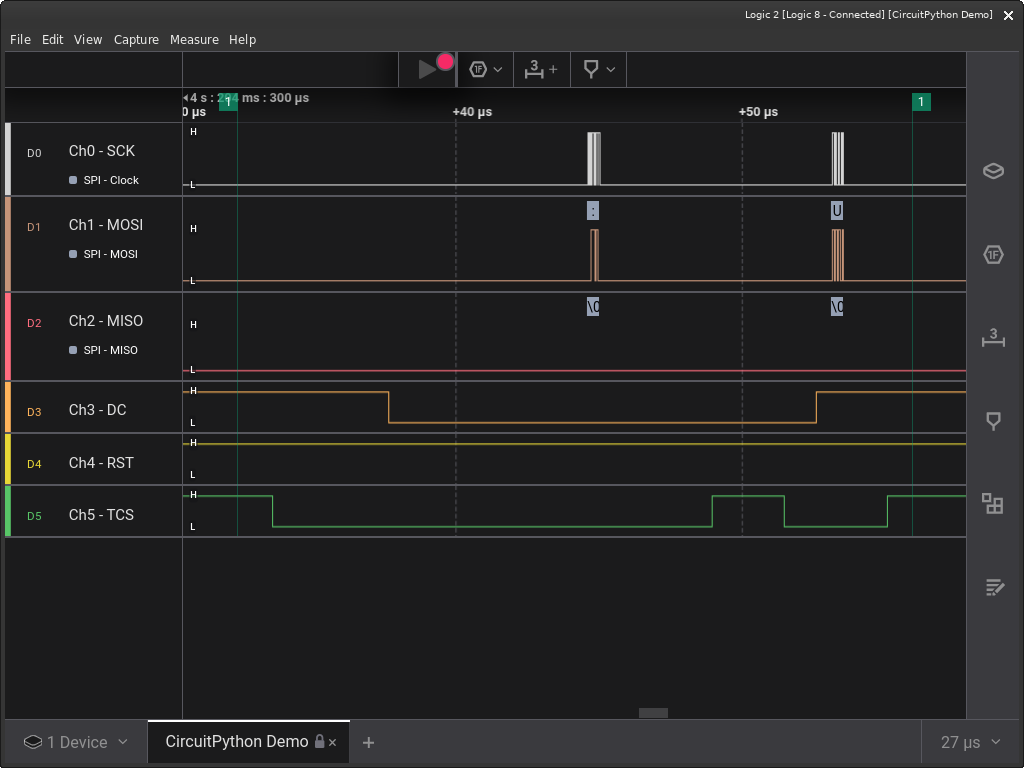 Logic 2 [Logic 8 - Connected] [CircuitPython Demo]
File Edit View Capture Measure Help
1F 3 +
4 s : 294 ms : 300 µs
1 1
0 µs +40 µs +50 µs
H
D0 Ch0 - SCK
SPI - Clock L
: U
D1 Ch1 - MOSI H
SPI - MOSI
L
\0 \0
D2 Ch2 - MISO H
SPI - MISO
L
H
D3 Ch3 - DC
L
H
D4 Ch4 - RST
L
H
D5 Ch5 - TCS
L
1F
3
1 Device CircuitPython Demo × + 27 µs